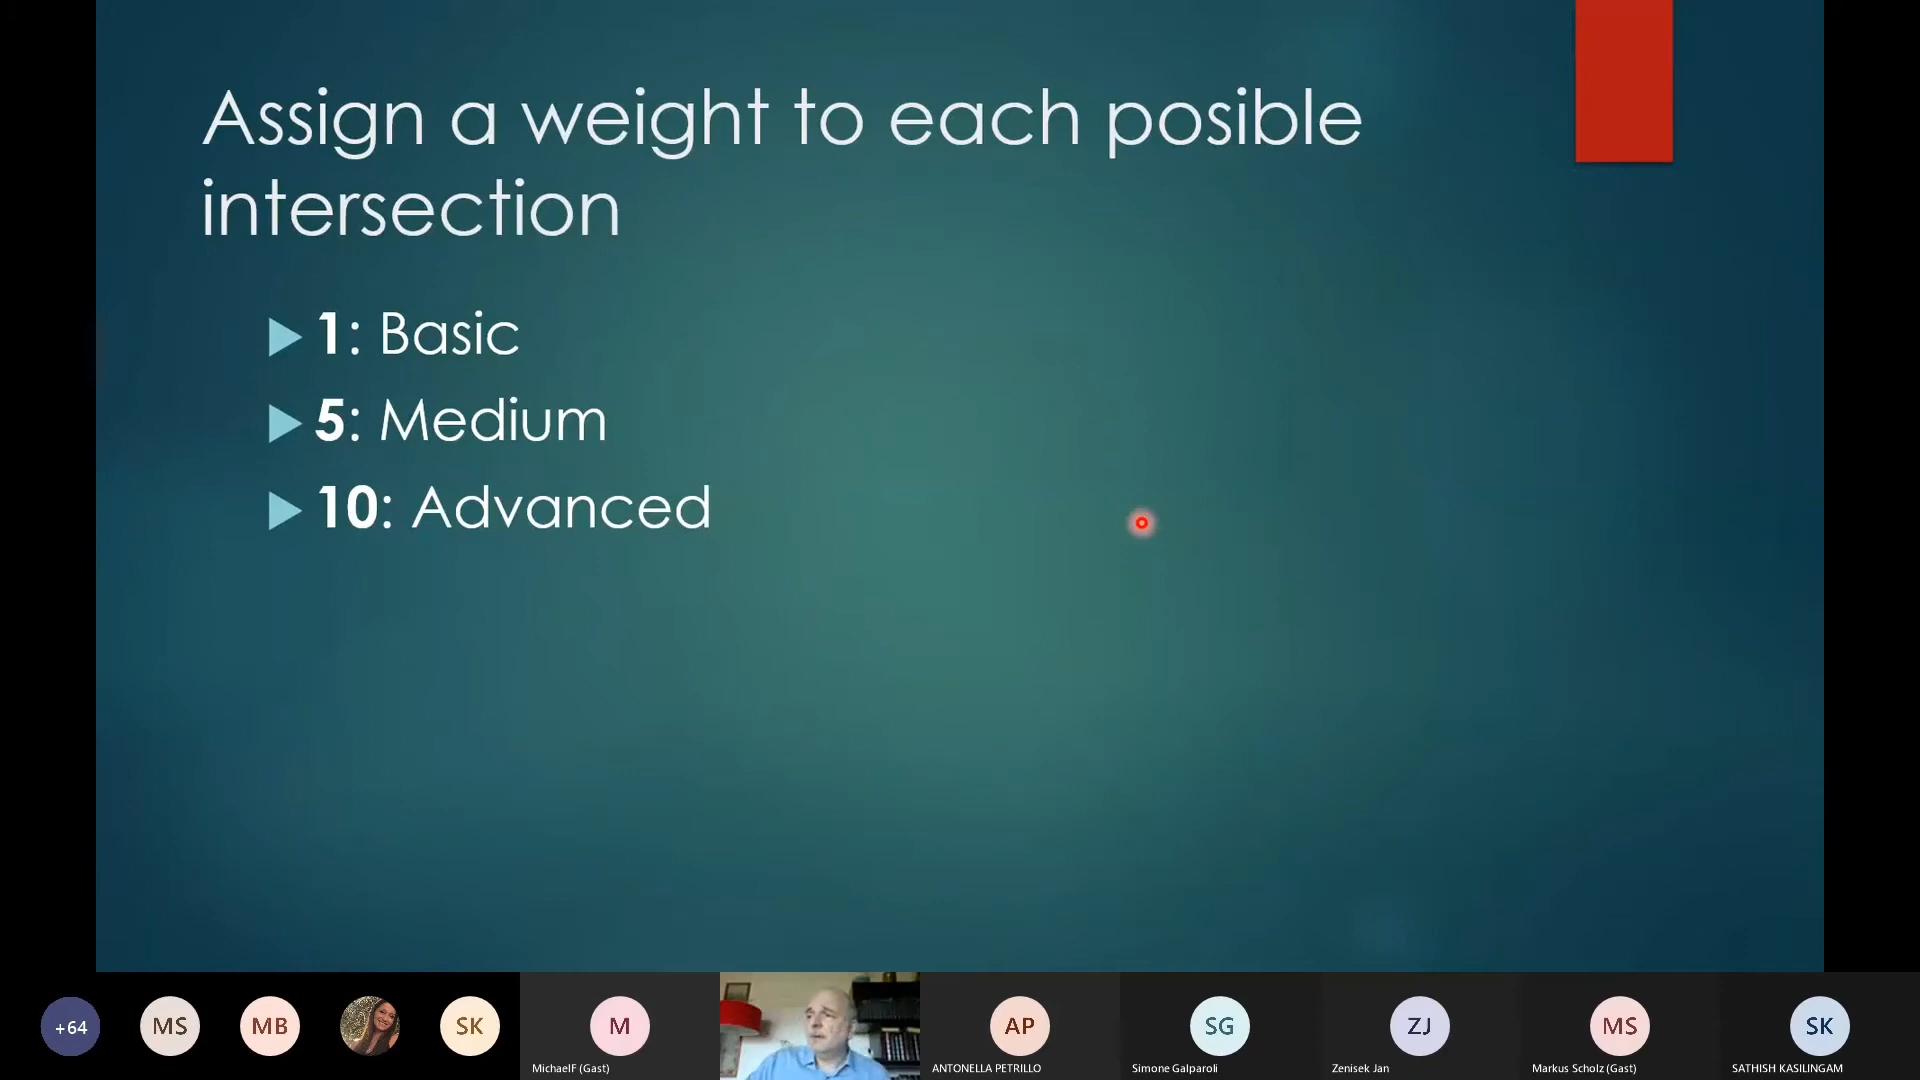 Assign a weight to each posible
intersection
1: Basic
5: Medium
10: Advanced
+64
MS
MB
SK
M
AP
SG
ZJ
MS
SK
MichaelF (Gast)
ANTONELLA PETRILLO
Simone Galparoli
Zenisek Jan
Markus Scholz (Gast)
SATHISH KASILINGAM